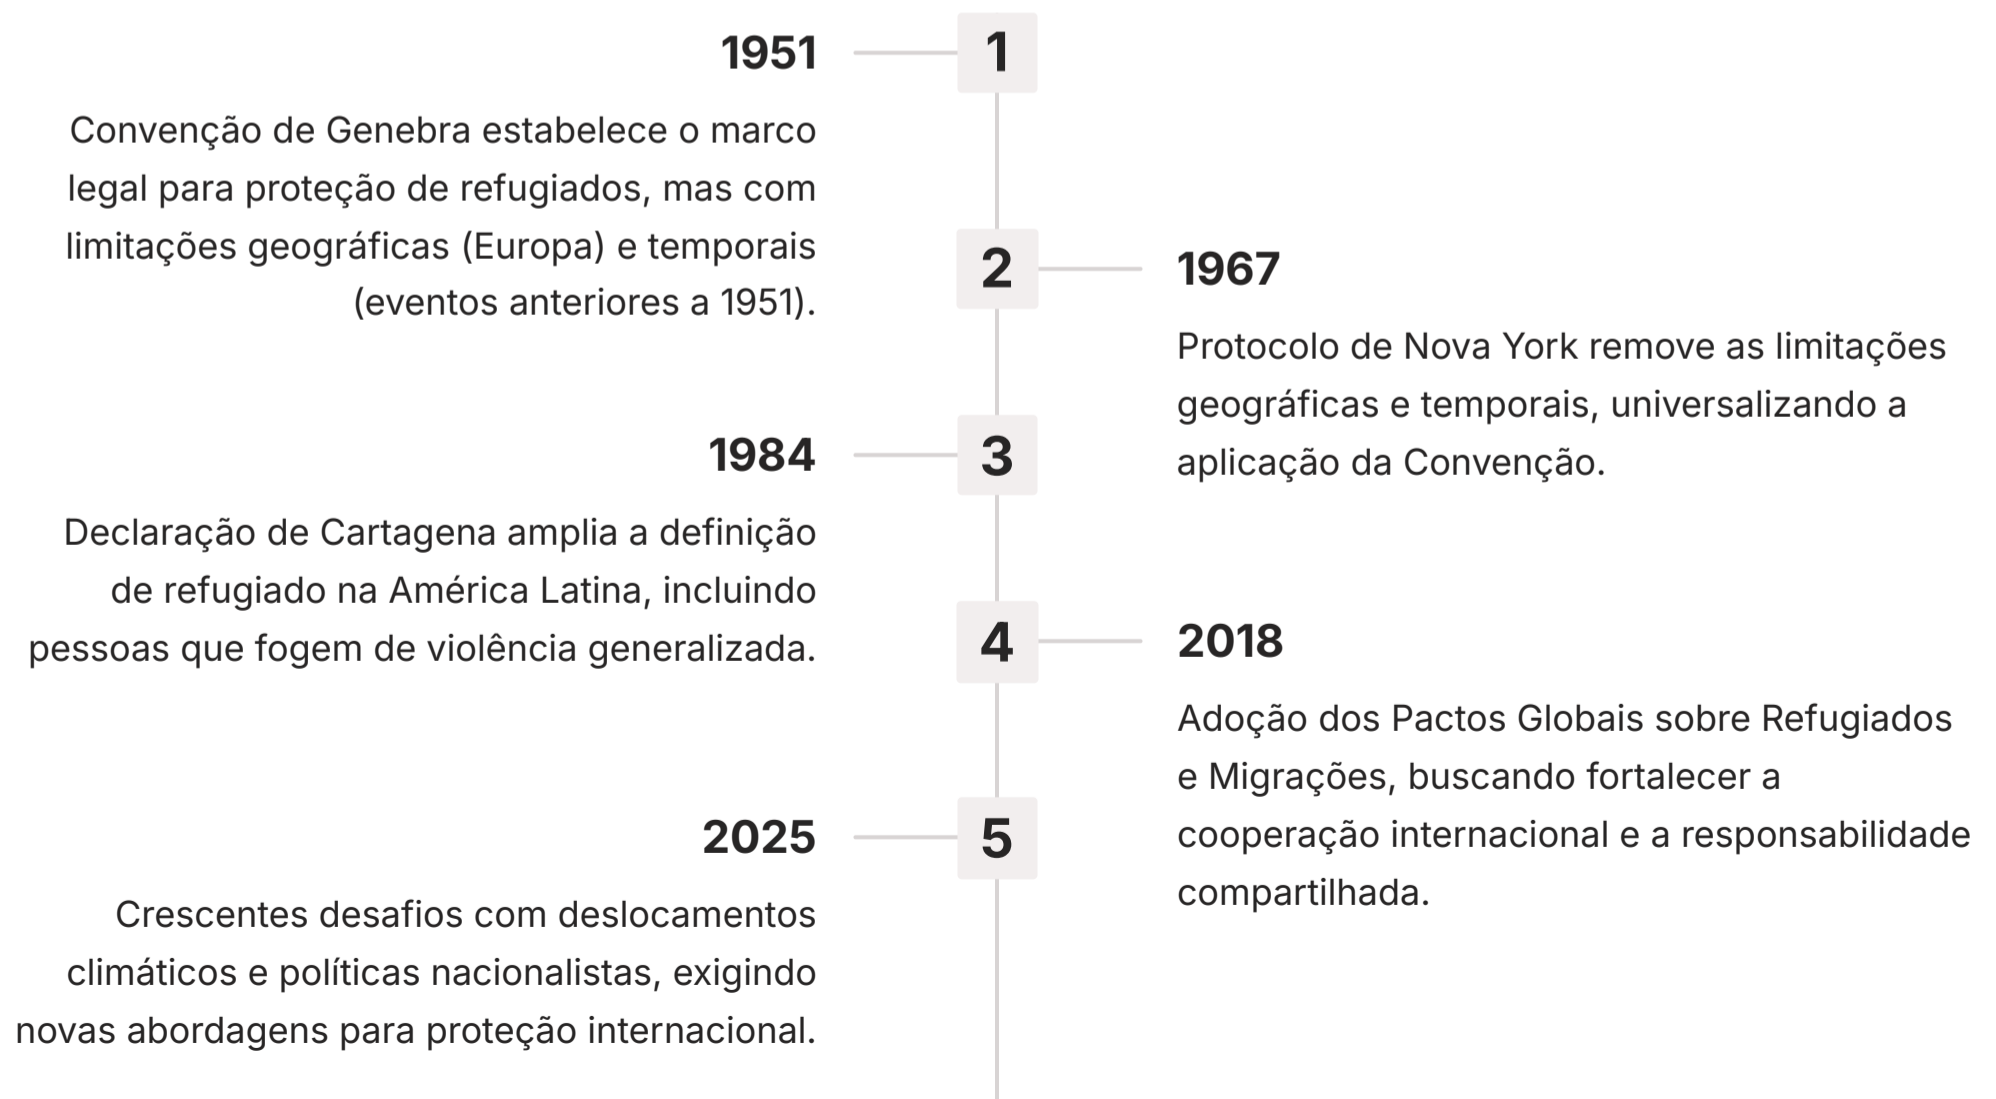 1951
1
Convenção de Genebra estabelece o marco
legal para proteção de refugiados, mas com
limitações geográficas (Europa) e temporais
(eventos anteriores a 1951).
2
1967
Protocolo de Nova York remove as limitações
geográficas e temporais, universalizando a
aplicação da Convenção.
1984
3
Declaração de Cartagena amplia a definição
de refugiado na América Latina, incluindo
pessoas que fogem de violência generalizada.
4
2018
Adoção dos Pactos Globais sobre Refugiados
e Migrações, buscando fortalecer a
cooperação internacional e a responsabilidade
compartilhada.
2025
5
Crescentes desafios com deslocamentos
climáticos e políticas nacionalistas, exigindo
novas abordagens para proteção internacional.